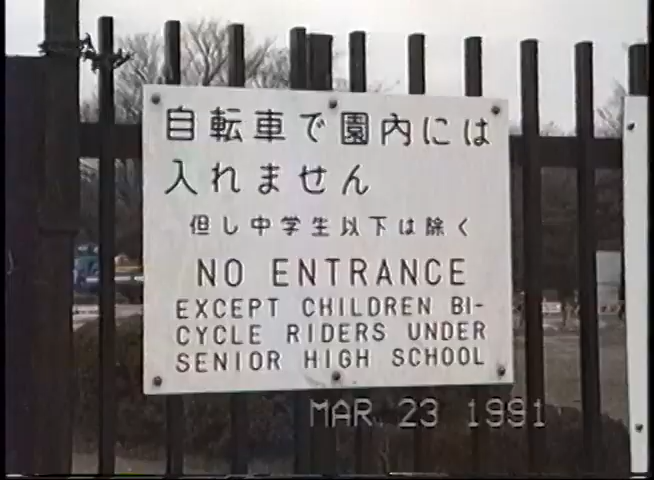 自転車で園内には
入れません
但し中学生以下は除く
NO ENTRANCE
EXCEPT CHILDREN BI-
CYCLE RIDERS UNDER
SENIOR HIGH SCHOOL
MAR. 23 1991